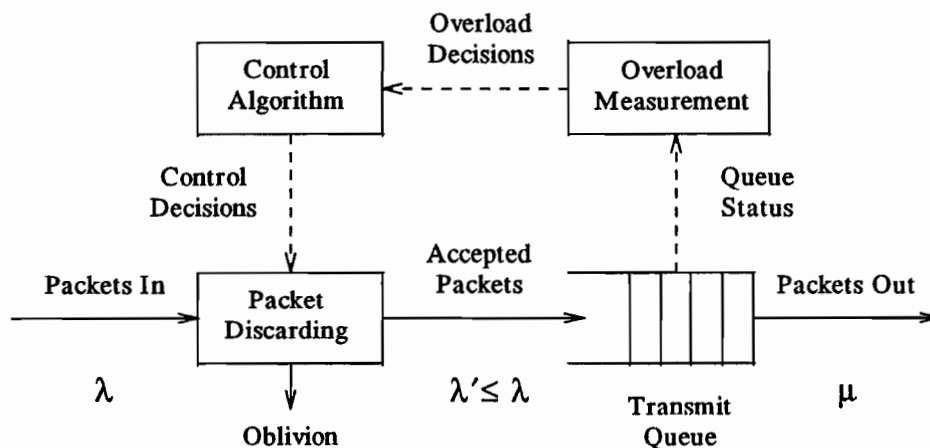 Overload
Decisions
Control
Algorithm
Overload
Measurement
Control
Decisions
Queue
Status
Packets In
Packet
Discarding
Accepted
Packets
Packets Out
λ
λ′≤ λ
μ
Oblivion
Transmit
Queue